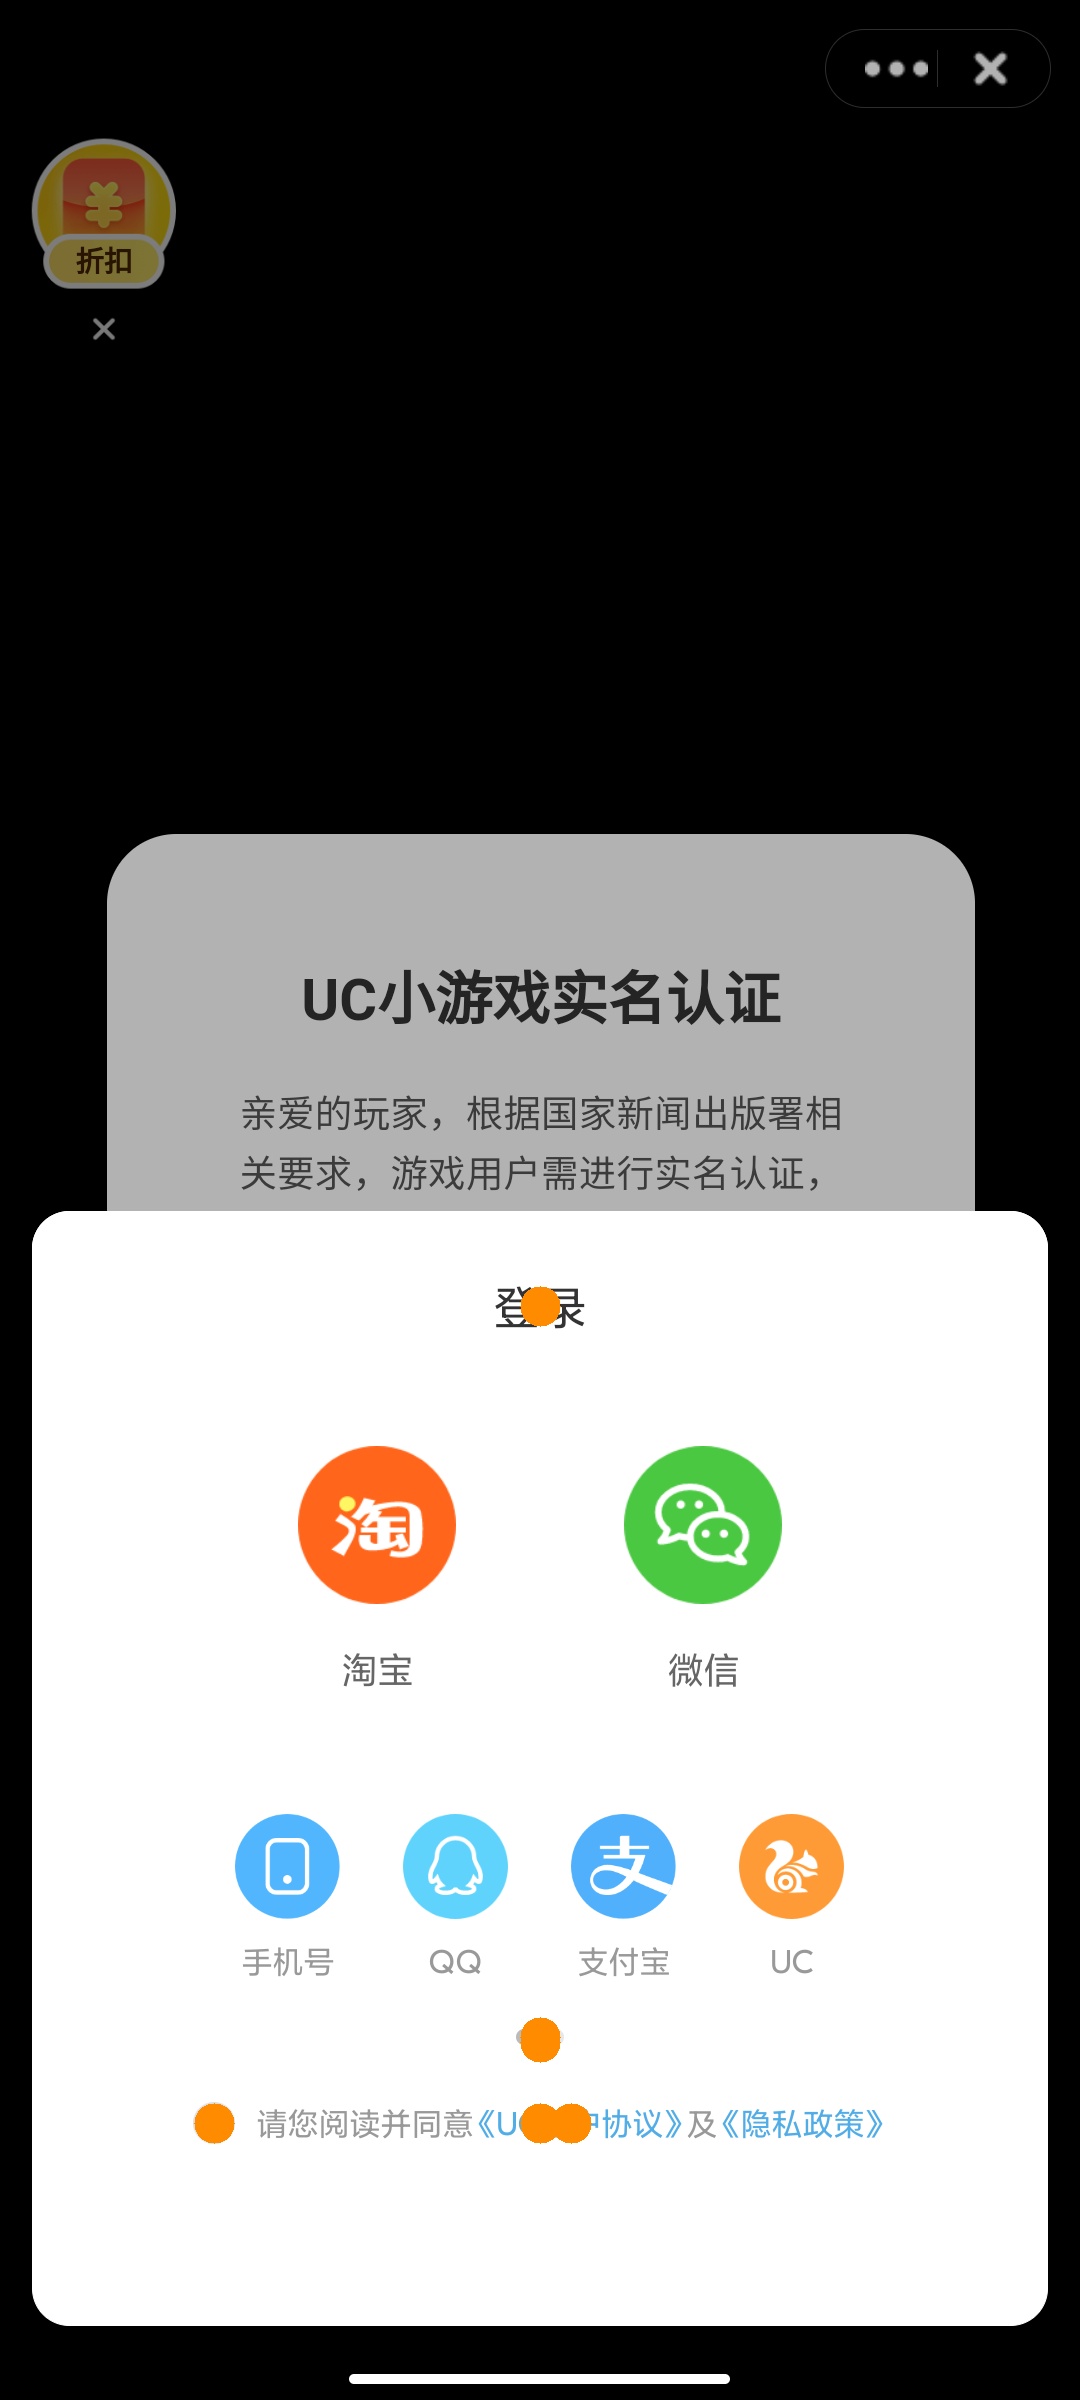 折扣
UC小游戏实名认证
亲爱的玩家，根据国家新闻出版署相
关要求，游戏用户需进行实名认证，
登录
淘
淘宝
微信
支
手机号
QQ
支付宝
UC
请您阅读并同意《U 协议》及《隐私政策》